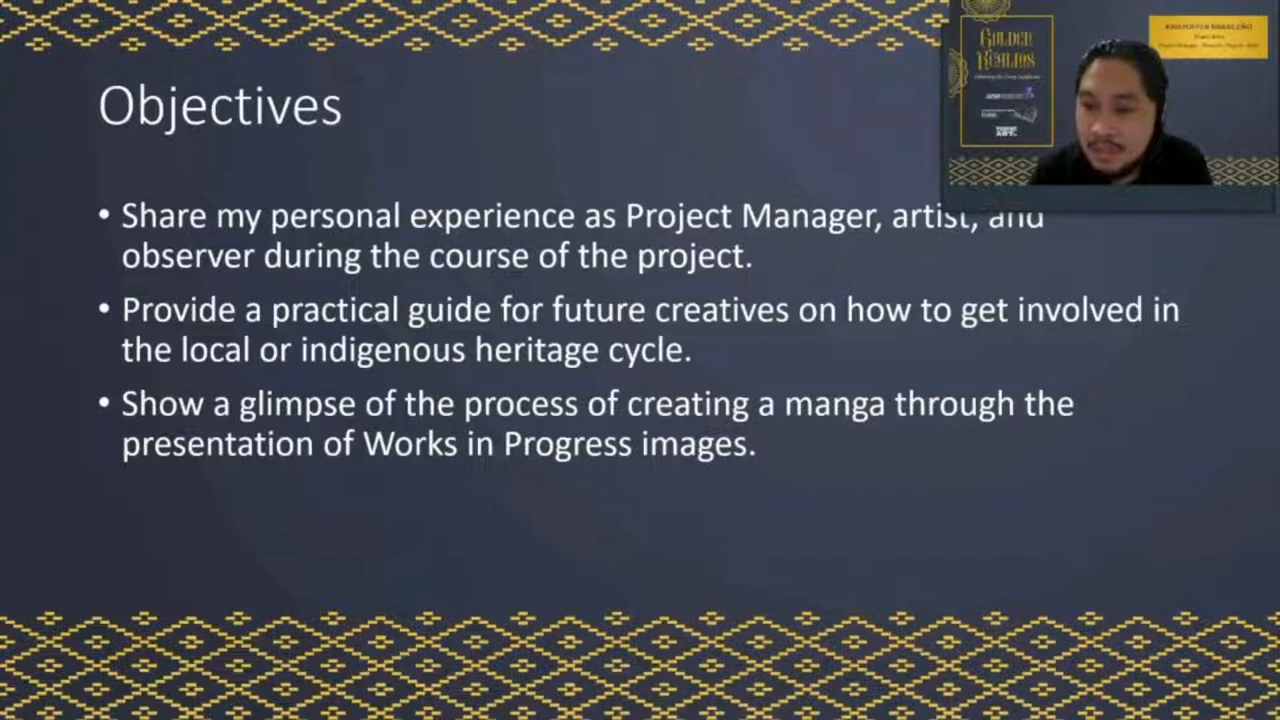 Objectives
• Share my personal experience as Project Manager, artist, and
observer during the course of the project.
• Provide a practical guide for future creatives on how to get involved in
the local or indigenous heritage cycle.
• Show a glimpse of the process of creating a manga through the
presentation of Works in Progress images.
GOLDEN
REALMS